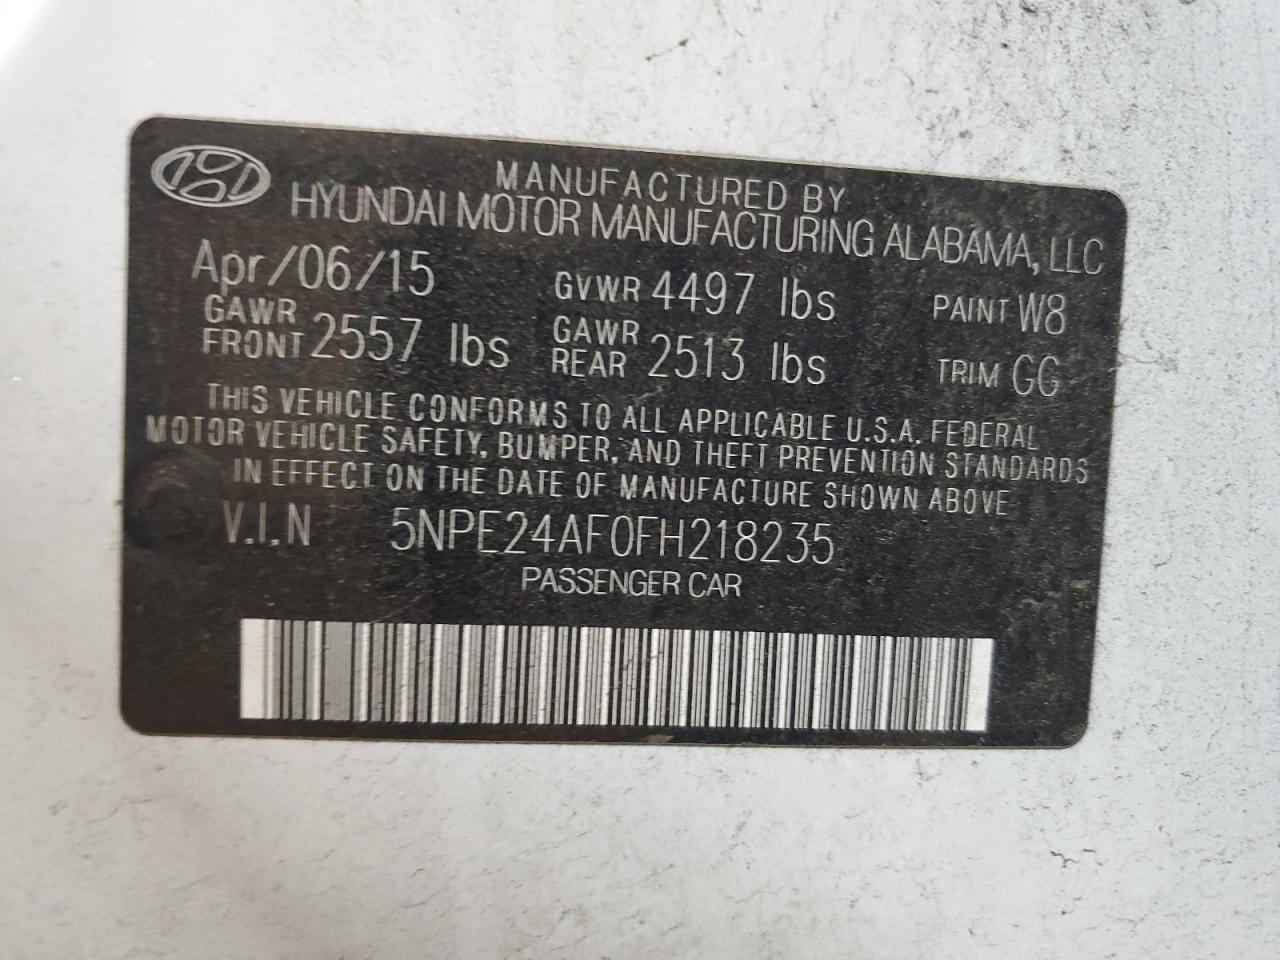 MANUFACTURED BY
HYUNDAI MOTOR MANUFACTURING ALABAMA, LLC
Apr/06/15 GVWR 4497 lbs PAINT W8
GAWR FRONT 2557 lbs GAWR REAR 2513 lbs TRIM GG
THIS VEHICLE CONFORMS TO ALL APPLICABLE U.S.A. FEDERAL
MOTOR VEHICLE SAFETY, BUMPER, AND THEFT PREVENTION STANDARDS
IN EFFECT ON THE DATE OF MANUFACTURE SHOWN ABOVE
V.I.N 5NPE24AF0FH218235
PASSENGER CAR